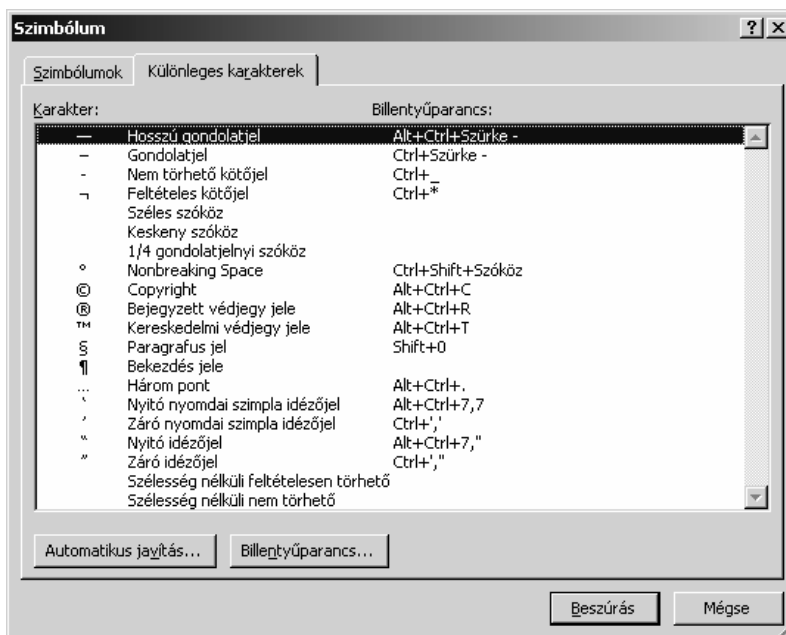 Szimbólum
Szimbólumok Különleges karakterek
Karakter: Billentyűparancs:
— Hosszú gondolatjel Alt+Ctrl+Szürke -
– Gondolatjel Ctrl+Szürke -
- Nem törhető kötőjel Ctrl+_
¬ Feltételes kötőjel Ctrl+*
Széles szóköz
Keskeny szóköz
1/4 gondolatjelnyi szóköz
° Nonbreaking Space Ctrl+Shift+Szóköz
© Copyright Alt+Ctrl+C
® Bejegyzett védjegy jele Alt+Ctrl+R
™ Kereskedelmi védjegy jele Alt+Ctrl+T
§ Paragrafus jel Shift+0
¶ Bekezdés jele
… Három pont Alt+Ctrl+.
‘ Nyitó nyomdai szimpla idézőjel Alt+Ctrl+7,7
’ Záró nyomdai szimpla idézőjel Ctrl+','
“ Nyitó idézőjel Alt+Ctrl+7,"
” Záró idézőjel Ctrl+',"
Szélesség nélküli feltételesen törhető
Szélesség nélküli nem törhető
Automatikus javítás... Billentyűparancs...
Beszúrás Mégse